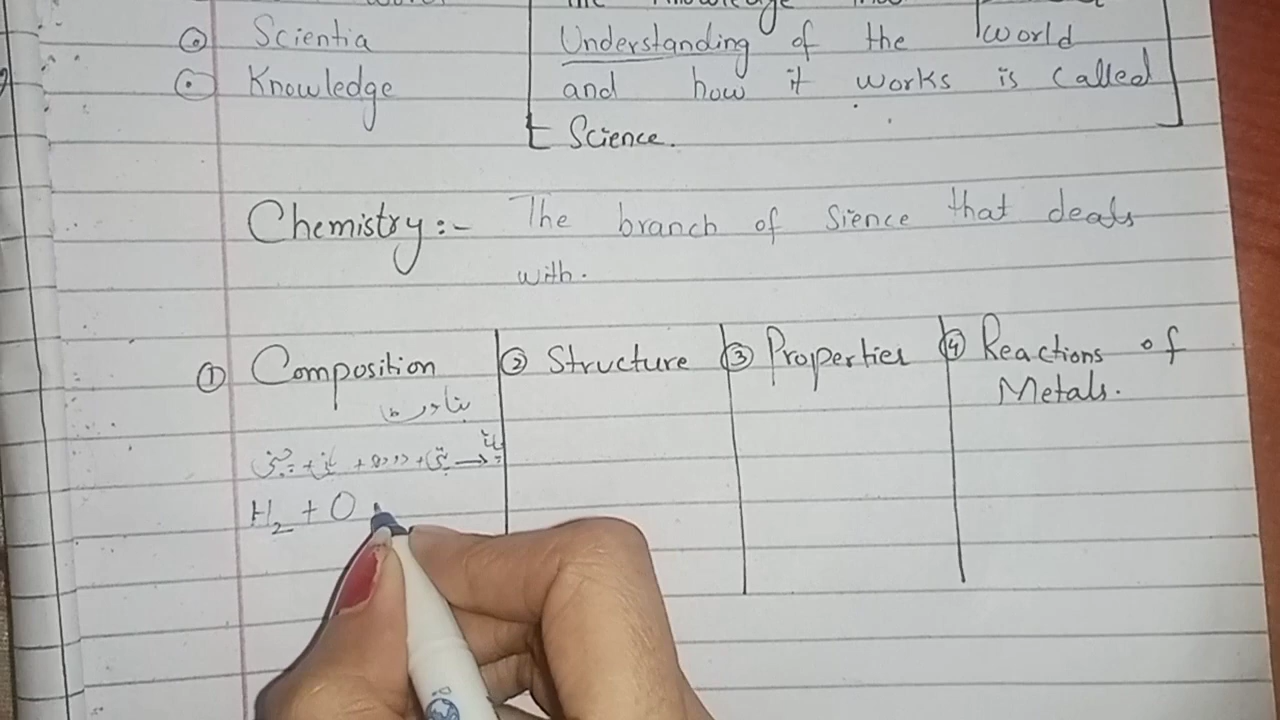 Scientia
Knowledge
Understanding of the world
and how it works is called
Science.
Chemistry:- The branch of Sience that deals
with.
① Composition
② Structure
③ Properties
④ Reactions of
Metals.
بناوٹ
H₂ + O